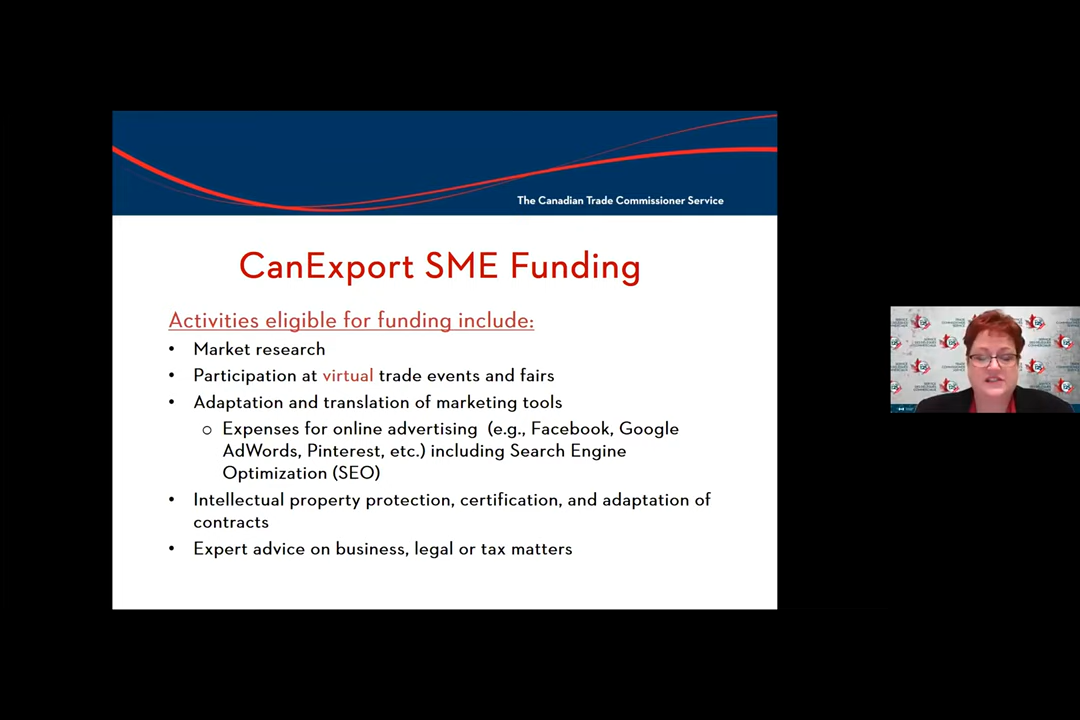 The Canadian Trade Commissioner Service
CanExport SME Funding
Activities eligible for funding include:
• Market research
• Participation at virtual trade events and fairs
• Adaptation and translation of marketing tools
o Expenses for online advertising (e.g., Facebook, Google
AdWords, Pinterest, etc.) including Search Engine
Optimization (SEO)
• Intellectual property protection, certification, and adaptation of
contracts
• Expert advice on business, legal or tax matters